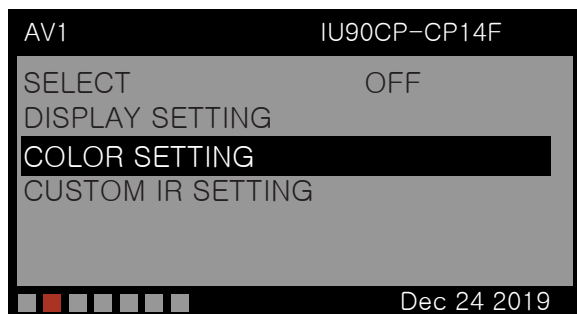 AV1 IU90CP-CP14F
SELECT OFF
DISPLAY SETTING
COLOR SETTING
CUSTOM IR SETTING
Dec 24 2019